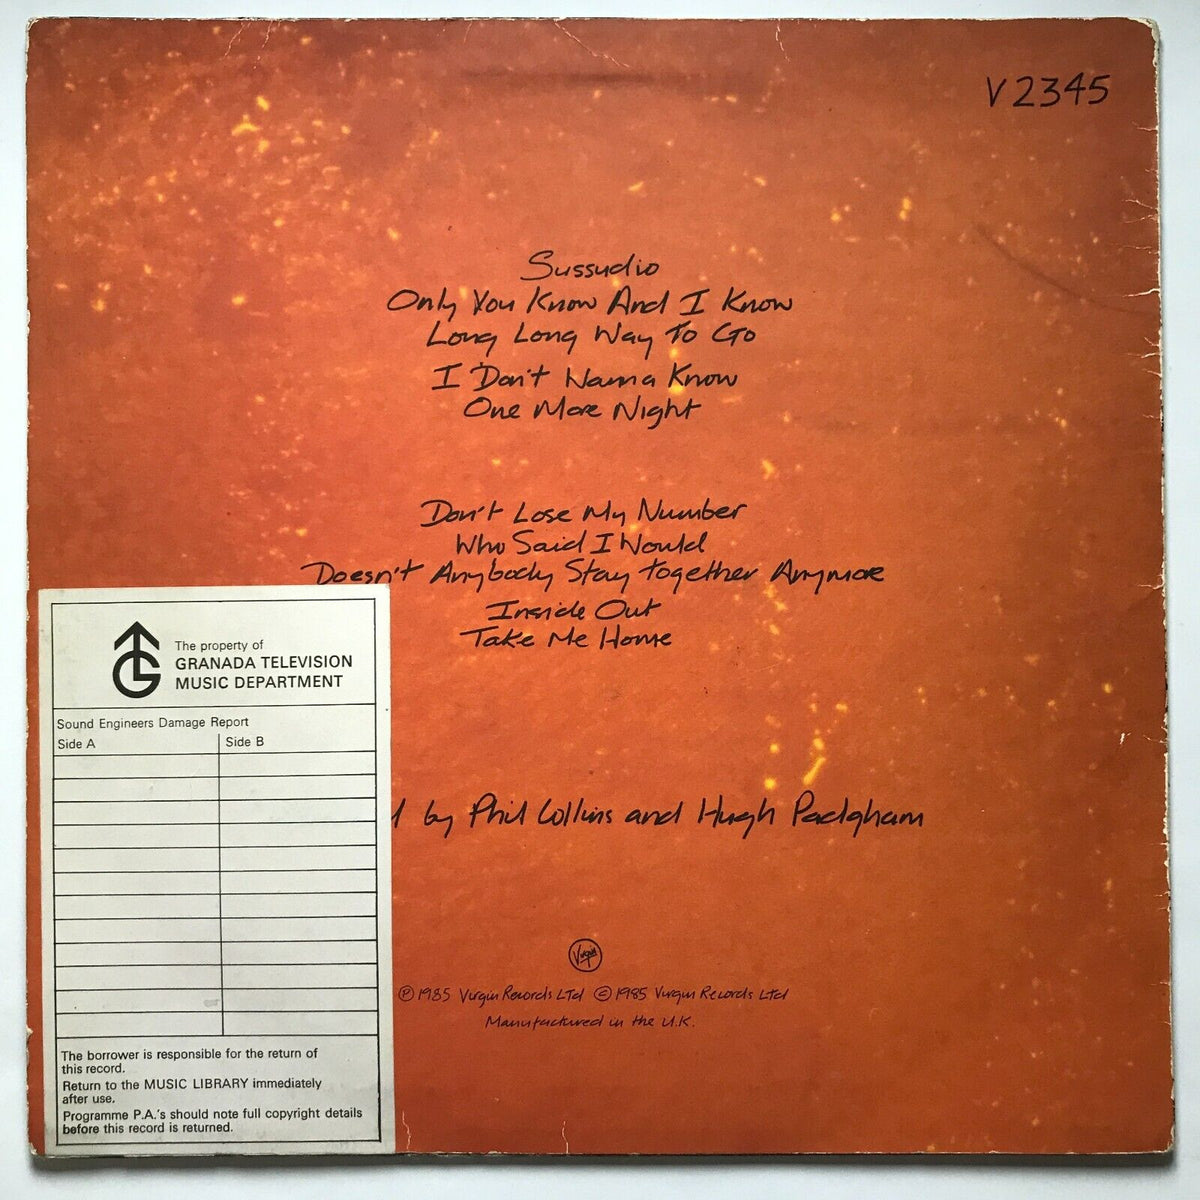 V2345
Sussudio
Only You Know And I Know
Long Long Way To Go
I Don't Wanna Know
One More Night
Don't Lose My Number
Who Said I Would
Doesn't Anybody Stay Together Anymore
Inside Out
Take Me Home
by Phil Collins and Hugh Padgham
Virgin
℗ 1985 Virgin Records Ltd © 1985 Virgin Records Ltd
Manufactured in the U.K.
The property of
GRANADA TELEVISION
MUSIC DEPARTMENT
Sound Engineers Damage Report
Side A Side B
The borrower is responsible for the return of
this record.
Return to the MUSIC LIBRARY immediately
after use.
Programme P.A.'s should note full copyright details
before this record is returned.